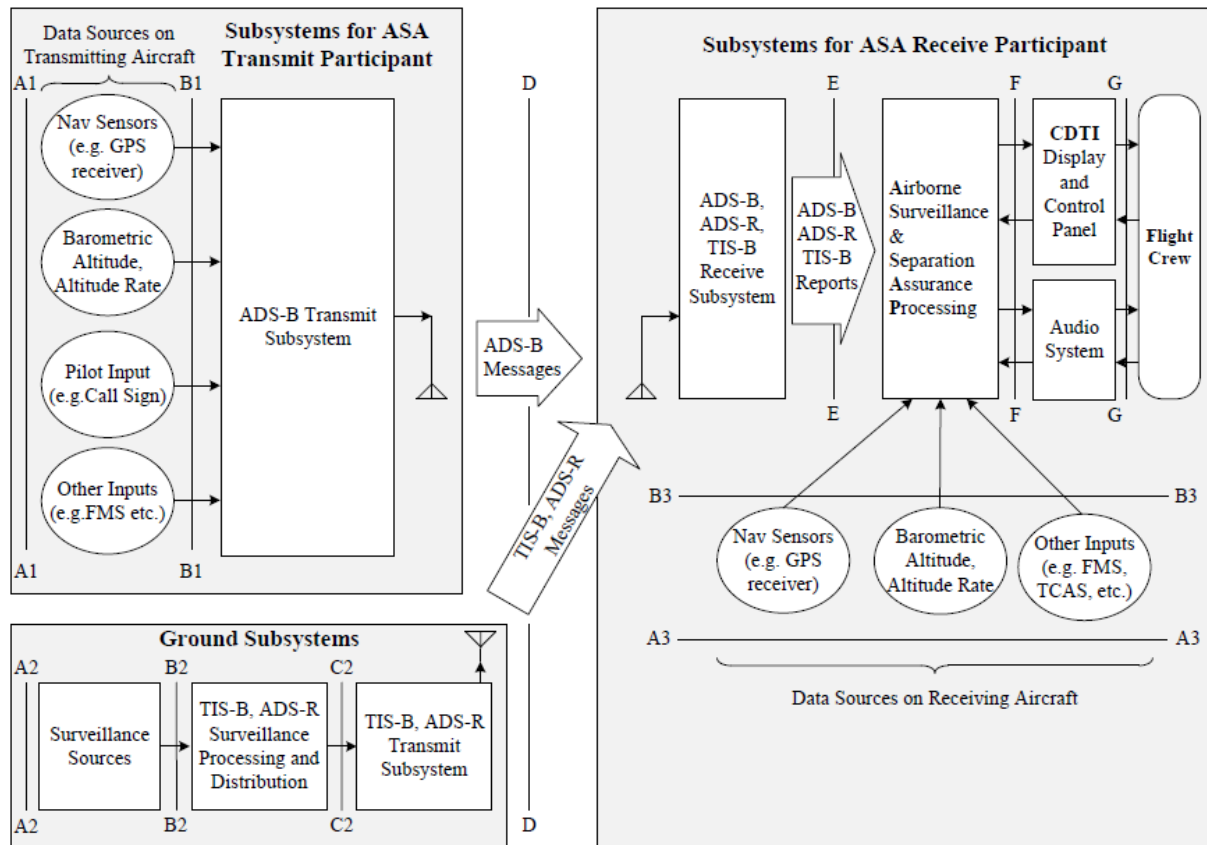 Data Sources on
Transmitting Aircraft
Subsystems for ASA
Transmit Participant
A1
B1
Nav Sensors
(e.g. GPS
receiver)
Barometric
Altitude,
Altitude Rate
Pilot Input
(e.g.Call Sign)
Other Inputs
(e.g.FMS etc.)
ADS-B Transmit
Subsystem
A1
B1
D
ADS-B
Messages
TIS-B, ADS-R
Messages
D
Ground Subsystems
A2
B2
C2
Surveillance
Sources
TIS-B, ADS-R
Surveillance
Processing and
Distribution
TIS-B, ADS-R
Transmit
Subsystem
A2
B2
C2
Subsystems for ASA Receive Participant
E
F
G
ADS-B,
ADS-R,
TIS-B
Receive
Subsystem
ADS-B
ADS-R
TIS-B
Reports
Airborne
Surveillance
&
Separation
Assurance
Processing
CDTI
Display
and
Control
Panel
Audio
System
Flight
Crew
E
F
G
B3
B3
Nav Sensors
(e.g. GPS
receiver)
Barometric
Altitude,
Altitude Rate
Other Inputs
(e.g. FMS,
TCAS, etc.)
A3
A3
Data Sources on Receiving Aircraft